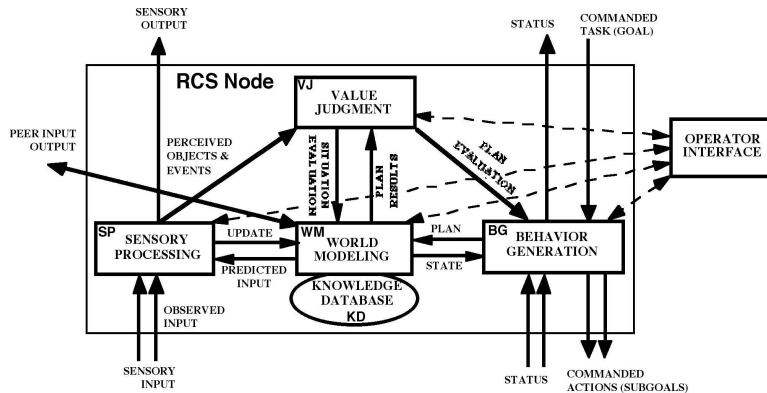 SENSORY
OUTPUT
STATUS
COMMANDED
TASK (GOAL)
RCS Node
VJ
VALUE
JUDGMENT
PEER INPUT
OUTPUT
PERCEIVED
OBJECTS &
EVENTS
SITUATION
EVALUATION
PLAN
RESULTS
PLAN
EVALUATION
OPERATOR
INTERFACE
SP
SENSORY
PROCESSING
UPDATE
PREDICTED
INPUT
WM
WORLD
MODELING
PLAN
STATE
BG
BEHAVIOR
GENERATION
KNOWLEDGE
DATABASE
KD
OBSERVED
INPUT
SENSORY
INPUT
STATUS
COMMANDED
ACTIONS (SUBGOALS)